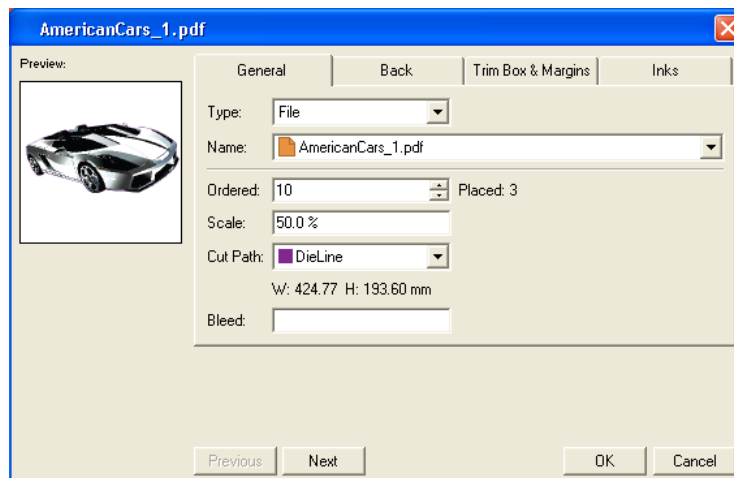 AmericanCars_1.pdf
Preview:
General Back Trim Box & Margins Inks
Type: File
Name: AmericanCars_1.pdf
Ordered: 10 Placed: 3
Scale: 50.0 %
Cut Path: DieLine
W: 424.77 H: 193.60 mm
Bleed:
Previous Next OK Cancel